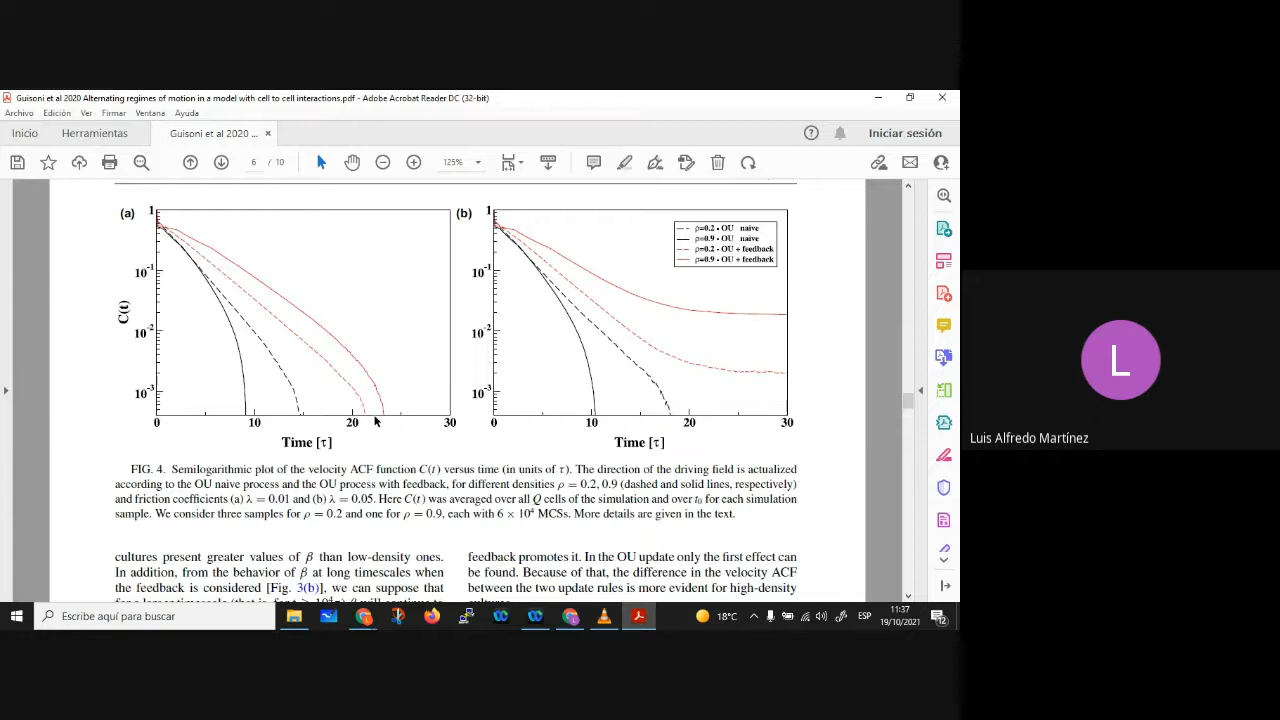 Guisoni et al 2020 Alternating regimes of motion in a model with cell to cell interactions.pdf - Adobe Acrobat Reader DC (32-bit)
Archivo Edición Ver Firmar Ventana Ayuda
Inicio Herramientas Guisoni et al 2020 ... × Iniciar sesión
6 / 10 125%
(a) (b)
1
10-1
10-2
10-3
C(t)
0 10 20 30
Time [τ]
1
10-1
10-2
10-3
0 10 20 30
Time [τ]
ρ=0.2 - OU naive
ρ=0.9 - OU naive
ρ=0.2 - OU + feedback
ρ=0.9 - OU + feedback
FIG. 4. Semilogarithmic plot of the velocity ACF function C(t) versus time (in units of τ). The direction of the driving field is actualized
according to the OU naive process and the OU process with feedback, for different densities ρ = 0.2, 0.9 (dashed and solid lines, respectively)
and friction coefficients (a) λ = 0.01 and (b) λ = 0.05. Here C(t) was averaged over all Q cells of the simulation and over t0 for each simulation
sample. We consider three samples for ρ = 0.2 and one for ρ = 0.9, each with 6 × 10⁴ MCSs. More details are given in the text.
cultures present greater values of β than low-density ones.
In addition, from the behavior of β at long timescales when
the feedback is considered [Fig. 3(b)], we can suppose that
feedback promotes it. In the OU update only the first effect can
be found. Because of that, the difference in the velocity ACF
between the two update rules is more evident for high-density
L
Luis Alfredo Martínez
Escribe aquí para buscar
18°C ESP
11:37
19/10/2021
12